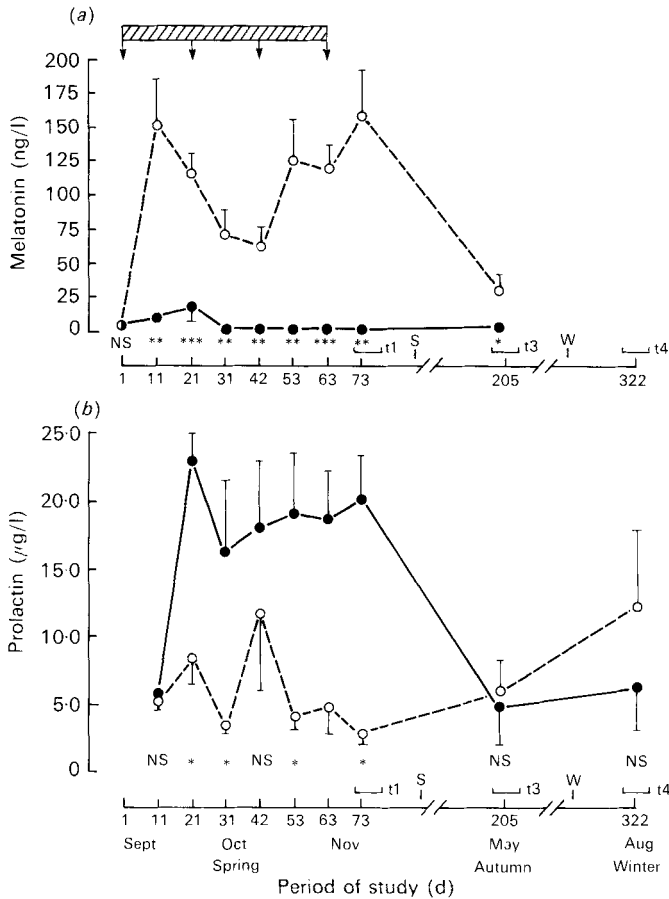 (a)
200
175
150
125
100
75
50
25
0
Melatonin (ng/l)
NS ** *** ** ** ** *** ** *
t1 S t3 W t4
1 11 21 31 42 53 63 73 205 322
(b)
25·0
20·0
15·0
10·0
5·0
0
Prolactin (μg/l)
NS * * NS * * NS NS
t1 S t3 W t4
1 11 21 31 42 53 63 73 205 322
Sept Oct Nov May Aug
Spring Autumn Winter
Period of study (d)